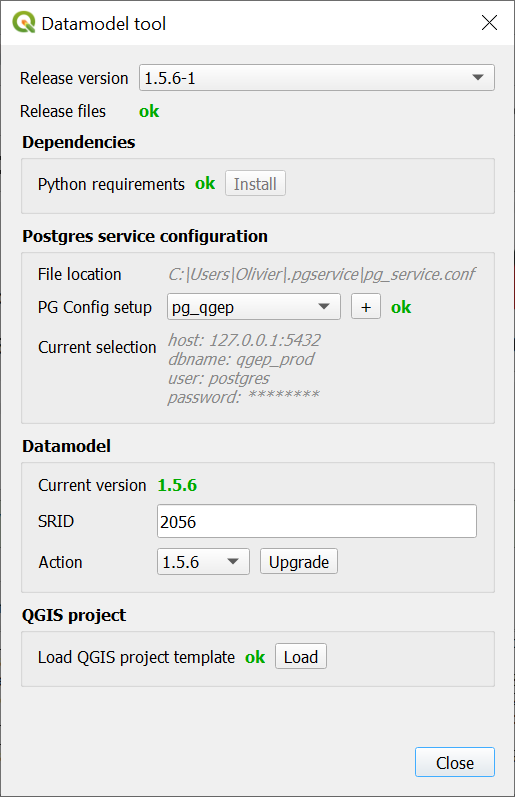 Datamodel tool
Release version 1.5.6-1
Release files ok
Dependencies
Python requirements ok Install
Postgres service configuration
File location C:\Users\Olivier\.pgservice\pg_service.conf
PG Config setup pg_qgep + ok
Current selection host: 127.0.0.1:5432
dbname: qgep_prod
user: postgres
password: ********
Datamodel
Current version 1.5.6
SRID 2056
Action 1.5.6 Upgrade
QGIS project
Load QGIS project template ok Load
Close